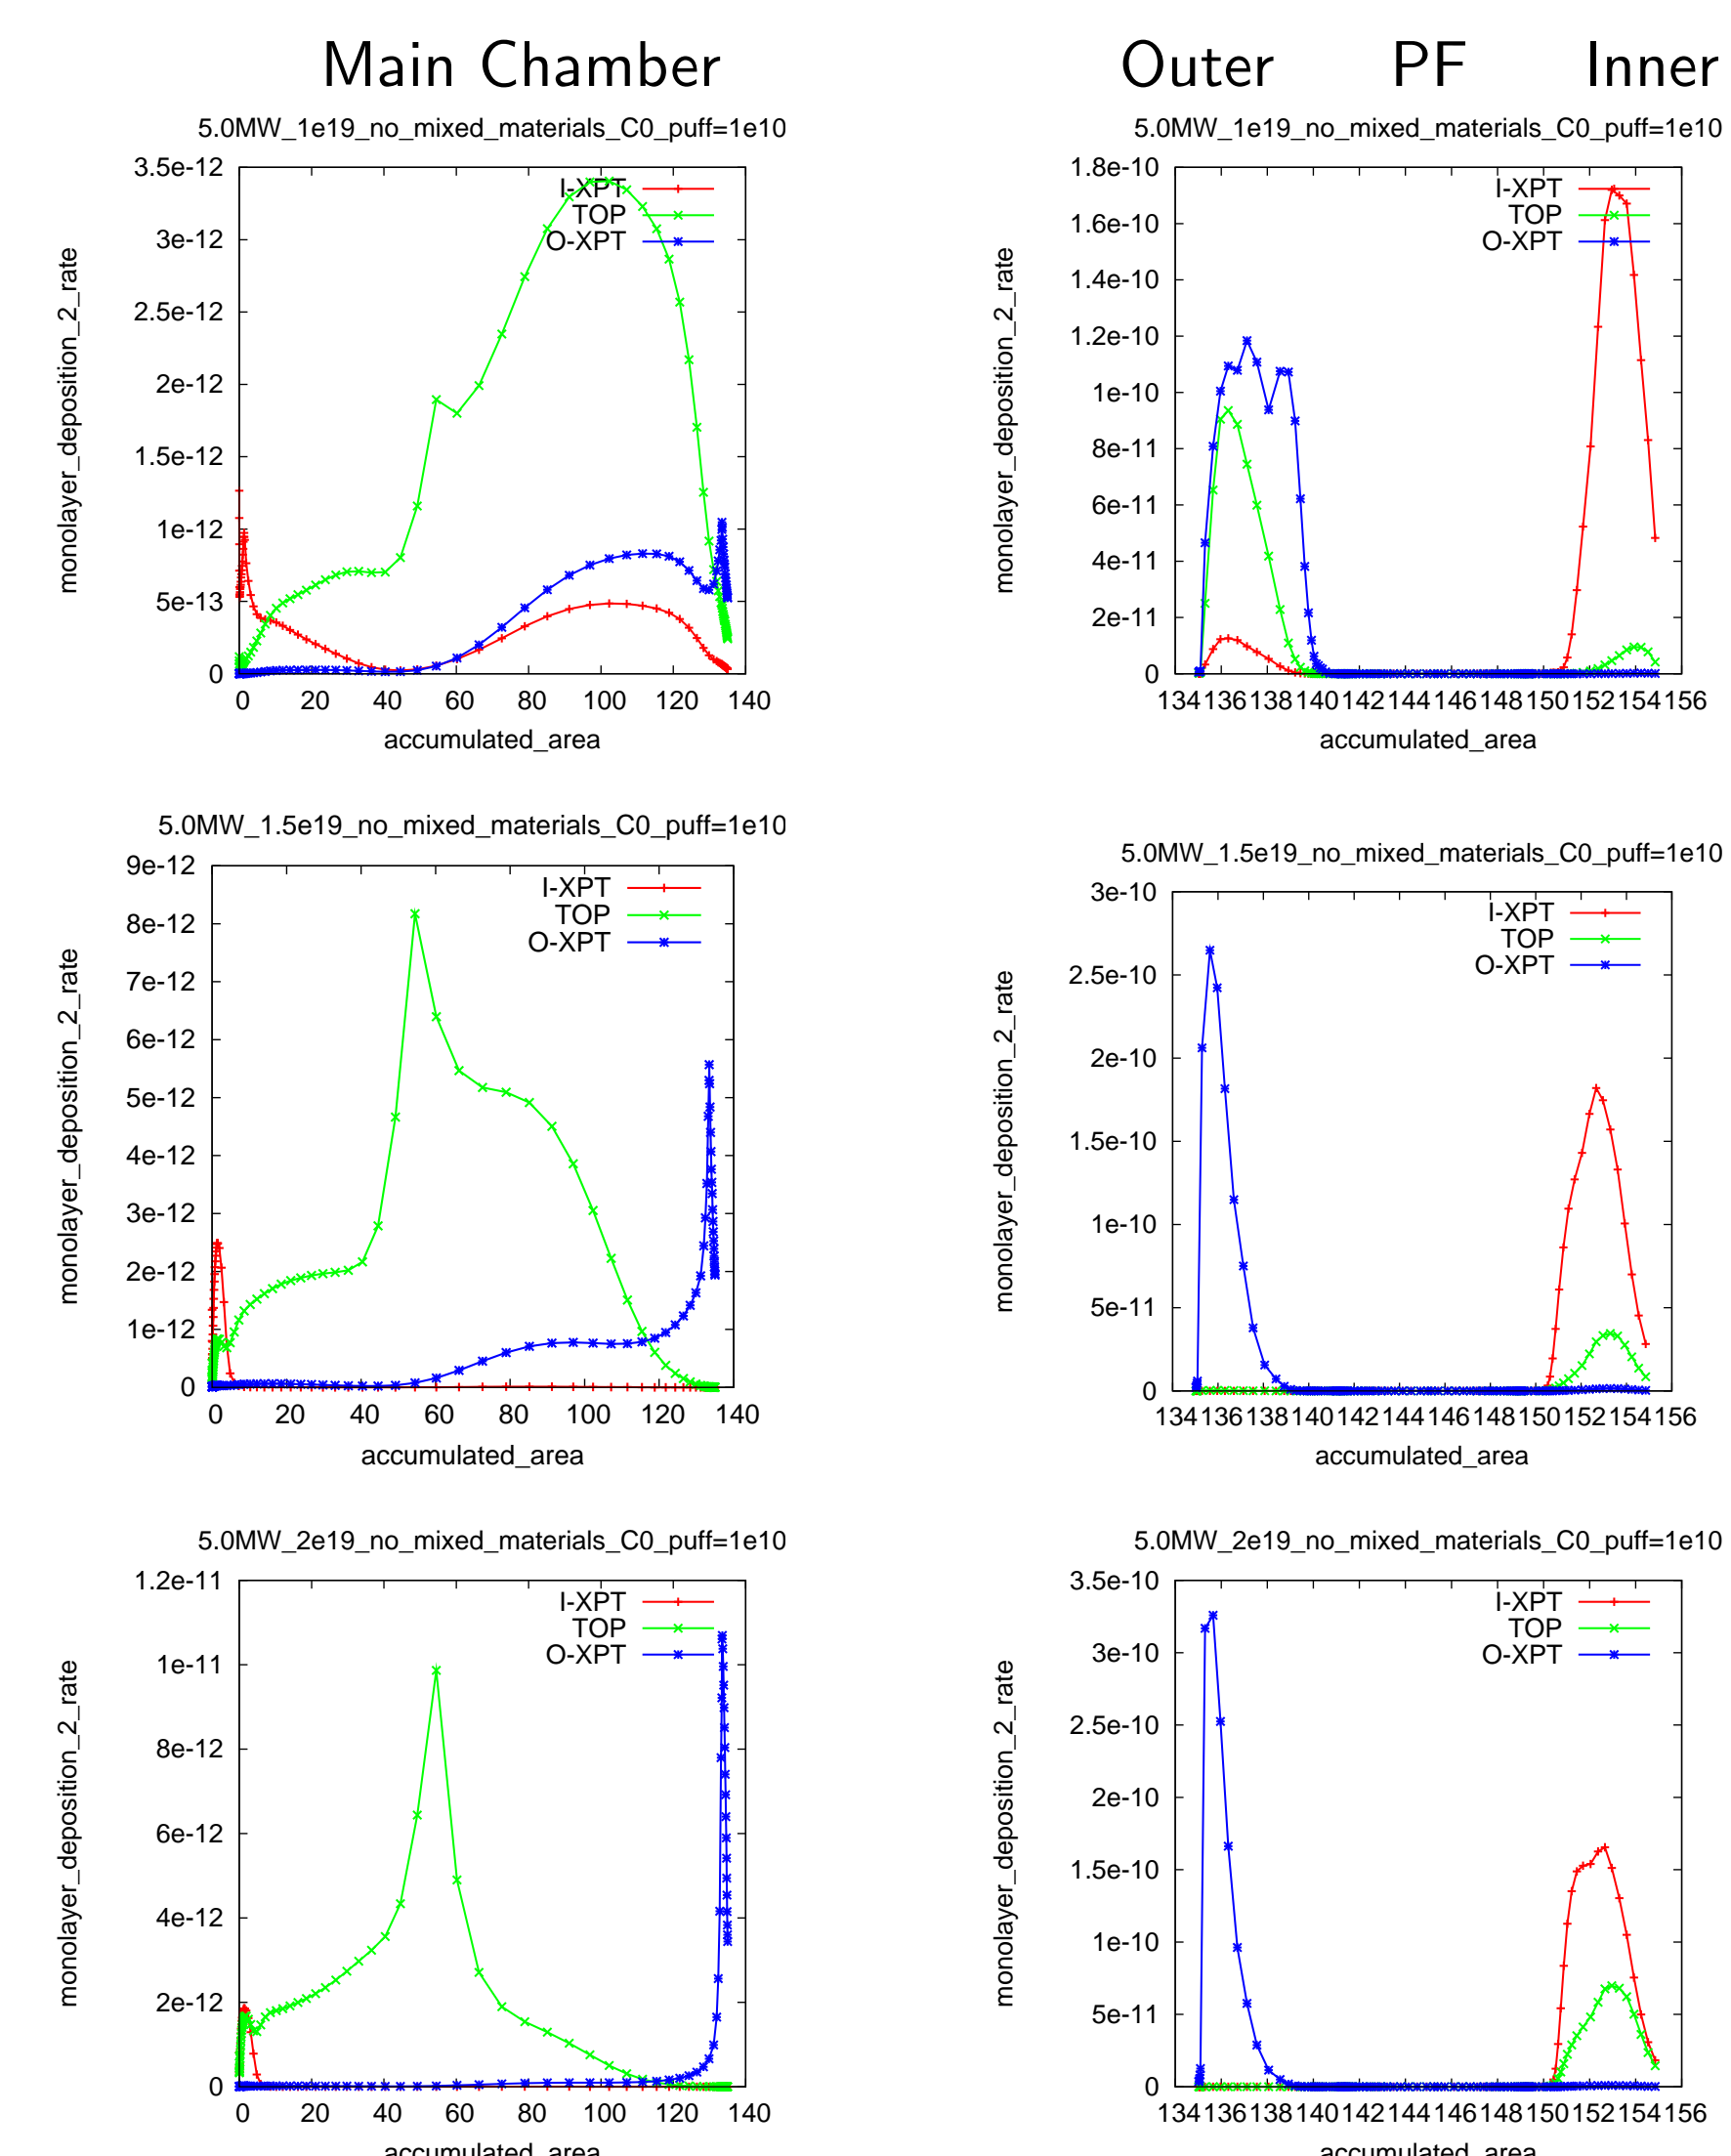 Main Chamber
Outer PF Inner
5.0MW_1e19_no_mixed_materials_C0_puff=1e10
monolayer_deposition_2_rate
3.5e-12
3e-12
2.5e-12
2e-12
1.5e-12
1e-12
5e-13
0
I-XPT
TOP
O-XPT
0 20 40 60 80 100 120 140
accumulated_area
5.0MW_1e19_no_mixed_materials_C0_puff=1e10
monolayer_deposition_2_rate
1.8e-10
1.6e-10
1.4e-10
1.2e-10
1e-10
8e-11
6e-11
4e-11
2e-11
0
I-XPT
TOP
O-XPT
134 136 138 140 142 144 146 148 150 152 154 156
accumulated_area
5.0MW_1.5e19_no_mixed_materials_C0_puff=1e10
monolayer_deposition_2_rate
9e-12
8e-12
7e-12
6e-12
5e-12
4e-12
3e-12
2e-12
1e-12
0
I-XPT
TOP
O-XPT
0 20 40 60 80 100 120 140
accumulated_area
5.0MW_1.5e19_no_mixed_materials_C0_puff=1e10
monolayer_deposition_2_rate
3e-10
2.5e-10
2e-10
1.5e-10
1e-10
5e-11
0
I-XPT
TOP
O-XPT
134 136 138 140 142 144 146 148 150 152 154 156
accumulated_area
5.0MW_2e19_no_mixed_materials_C0_puff=1e10
monolayer_deposition_2_rate
1.2e-11
1e-11
8e-12
6e-12
4e-12
2e-12
0
I-XPT
TOP
O-XPT
0 20 40 60 80 100 120 140
accumulated_area
5.0MW_2e19_no_mixed_materials_C0_puff=1e10
monolayer_deposition_2_rate
3.5e-10
3e-10
2.5e-10
2e-10
1.5e-10
1e-10
5e-11
0
I-XPT
TOP
O-XPT
134 136 138 140 142 144 146 148 150 152 154 156
accumulated_area